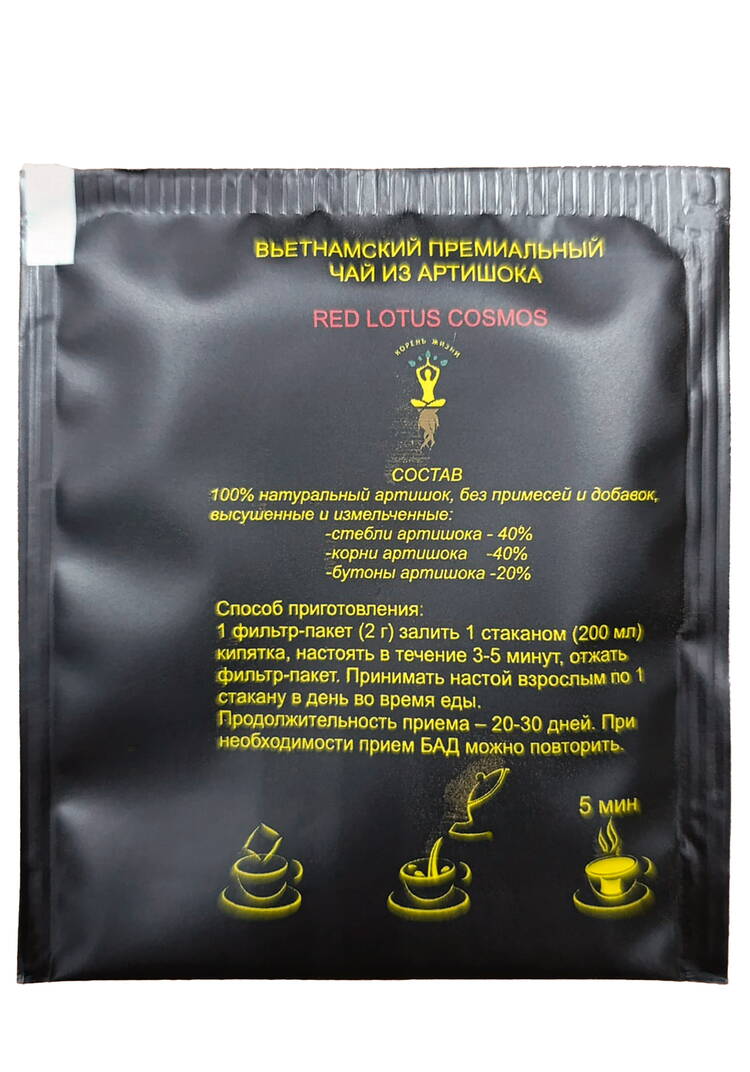 ВЬЕТНАМСКИЙ ПРЕМИАЛЬНЫЙ
ЧАЙ ИЗ АРТИШОКА
RED LOTUS COSMOS
КОРЕНЬ ЖИЗНИ
СОСТАВ
100% натуральный артишок, без примесей и добавок,
высушенные и измельченные:
-стебли артишока - 40%
-корни артишока -40%
-бутоны артишока -20%
Способ приготовления:
1 фильтр-пакет (2 г) залить 1 стаканом (200 мл)
кипятка, настоять в течение 3-5 минут, отжать
фильтр-пакет. Принимать настой взрослым по 1
стакану в день во время еды.
Продолжительность приема – 20-30 дней. При
необходимости прием БАД можно повторить.
5 мин